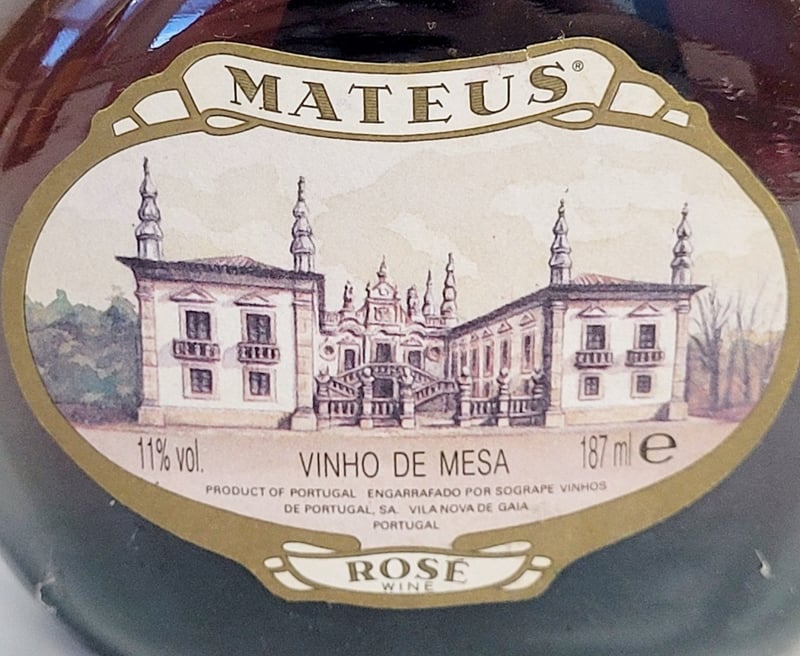 MATEUS®
11% vol.
VINHO DE MESA
187 ml ℮
PRODUCT OF PORTUGAL ENGARRAFADO POR SOGRAPE VINHOS
DE PORTUGAL, SA. VILA NOVA DE GAIA
PORTUGAL
ROSÉ
WINE